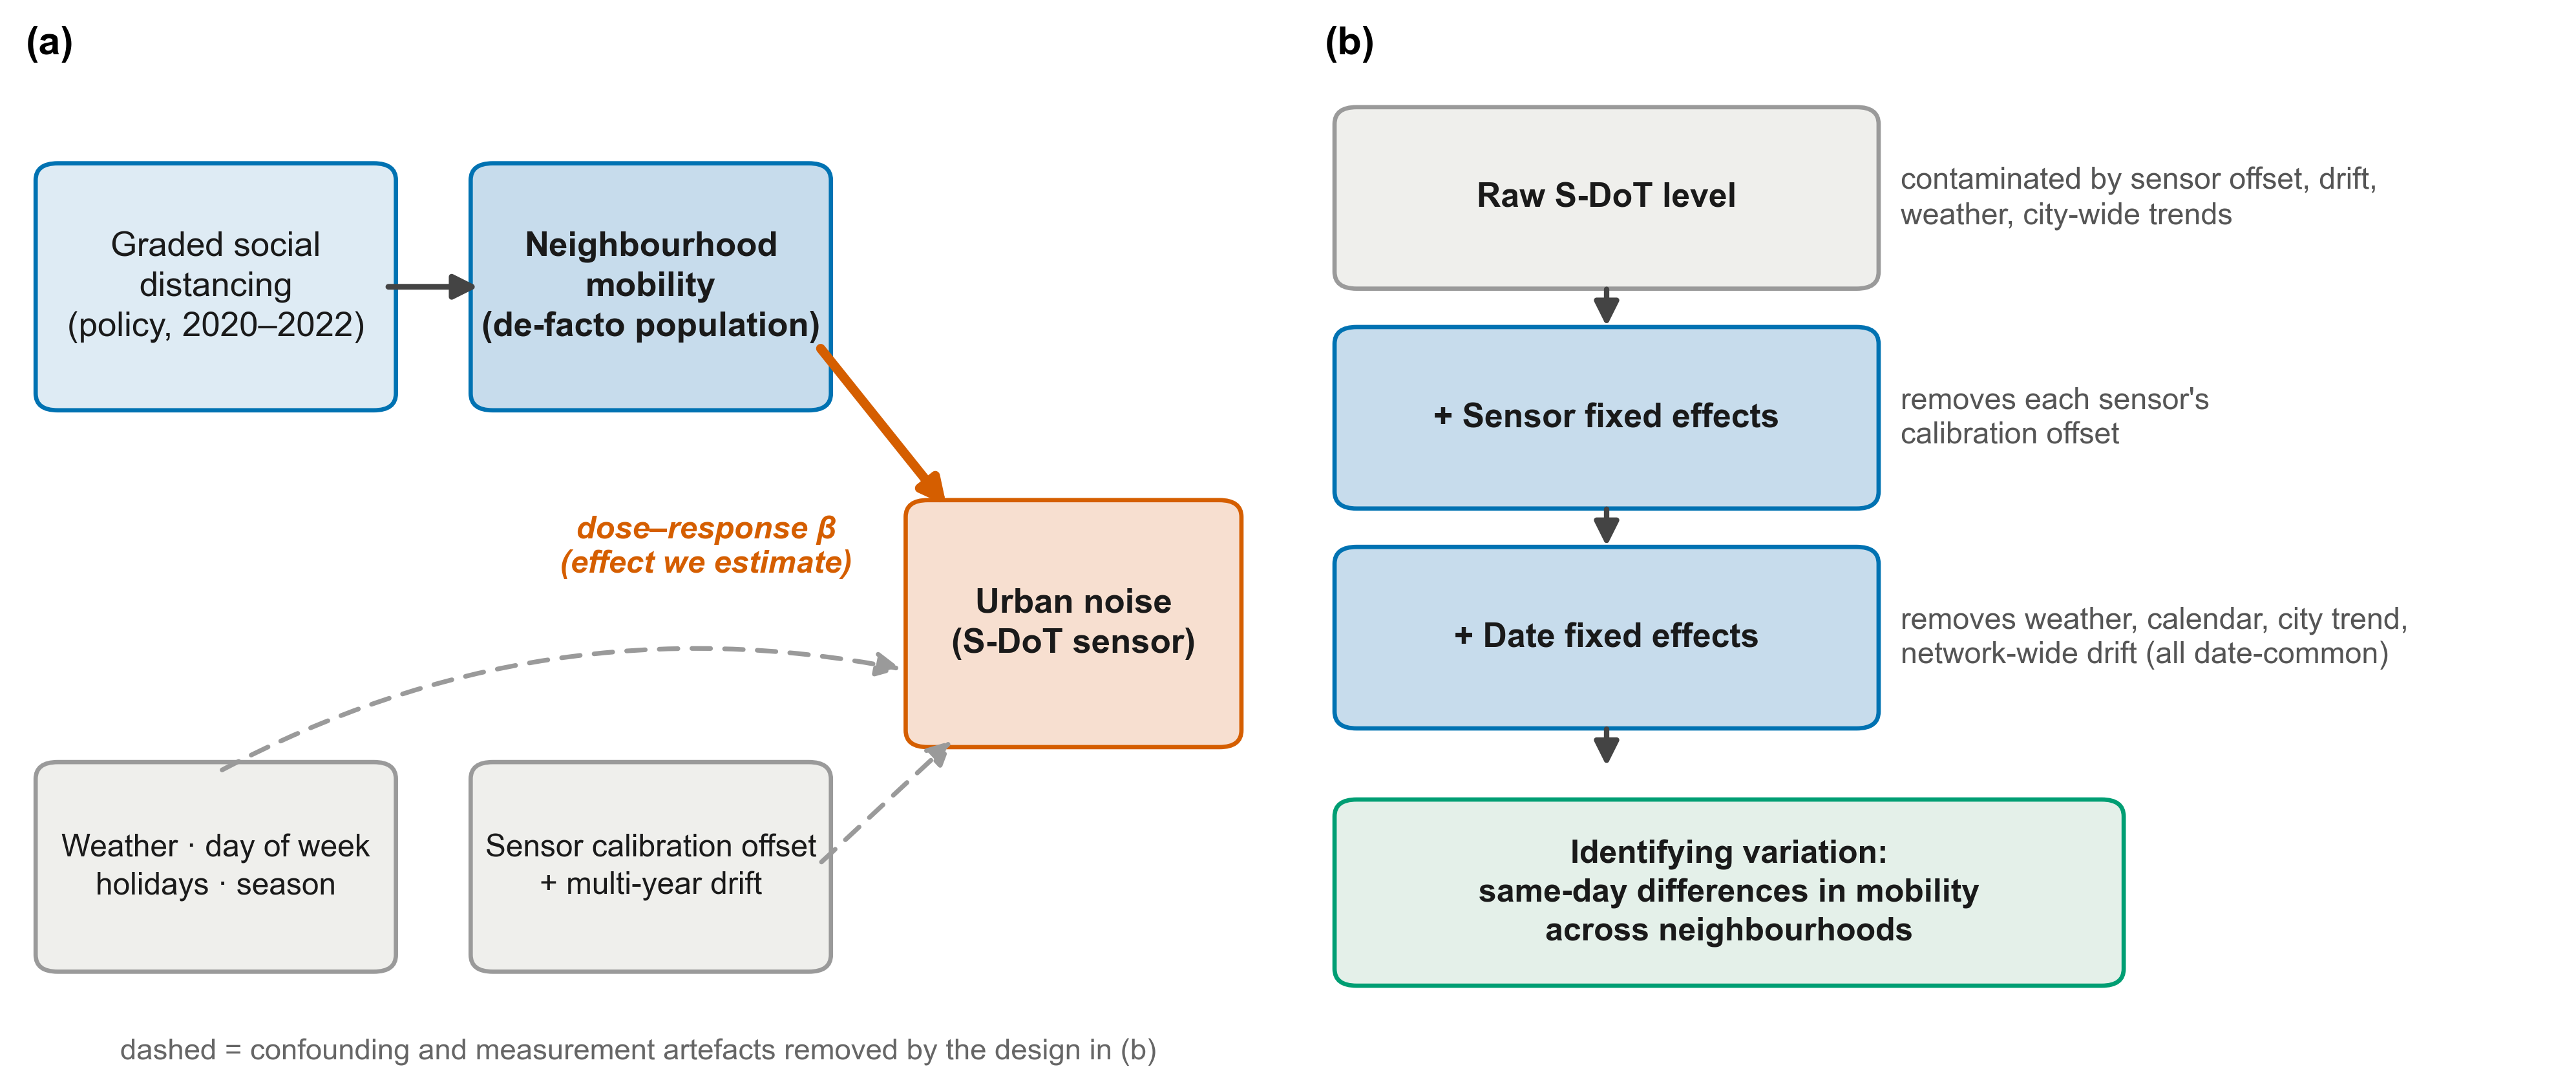 (a)
Graded social
distancing
(policy, 2020–2022)
Neighbourhood
mobility
(de-facto population)
dose–response β
(effect we estimate)
Urban noise
(S-DoT sensor)
Weather · day of week
holidays · season
Sensor calibration offset
+ multi-year drift
dashed = confounding and measurement artefacts removed by the design in (b)
(b)
Raw S-DoT level
contaminated by sensor offset, drift,
weather, city-wide trends
+ Sensor fixed effects
removes each sensor's
calibration offset
+ Date fixed effects
removes weather, calendar, city trend,
network-wide drift (all date-common)
Identifying variation:
same-day differences in mobility
across neighbourhoods